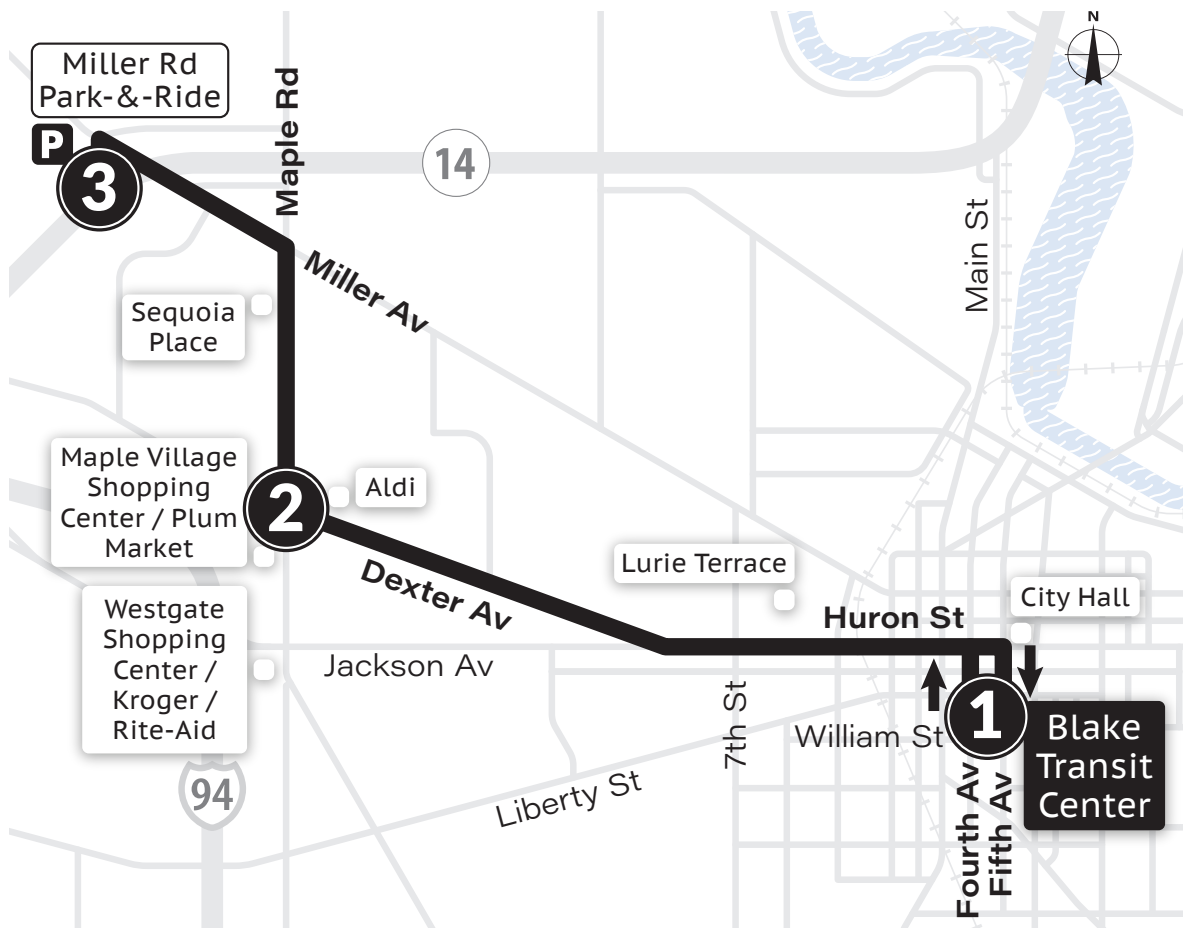 N
Miller Rd
Park-&-Ride
P
3
Maple Rd
14
Main St
Miller Av
Sequoia
Place
Maple Village
Shopping
Center / Plum
Market
2
Aldi
Dexter Av
Lurie Terrace
City Hall
Huron St
Westgate
Shopping
Center /
Kroger /
Rite-Aid
Jackson Av
7th St
William St
1
Blake
Transit
Center
94
Liberty St
Fourth Av
Fifth Av